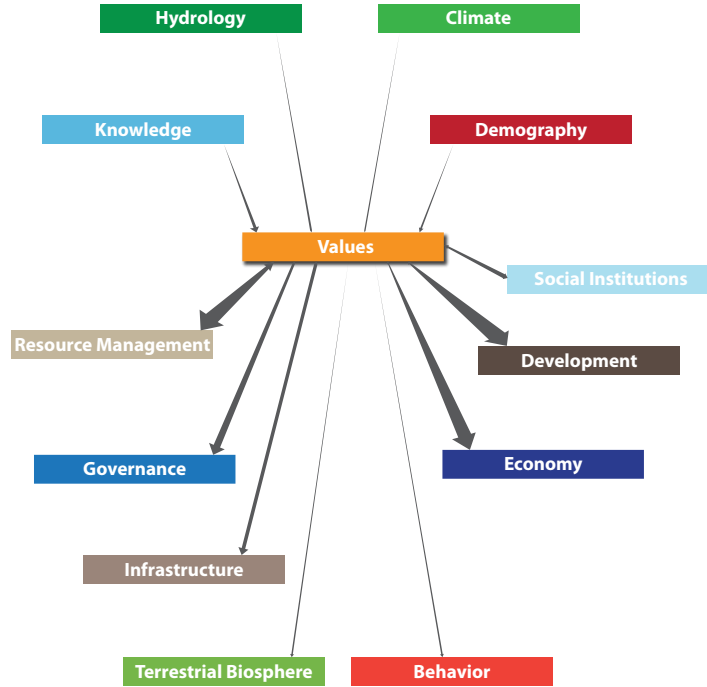 Hydrology
Climate
Knowledge
Demography
Values
Social Institutions
Resource Management
Development
Governance
Economy
Infrastructure
Terrestrial Biosphere
Behavior